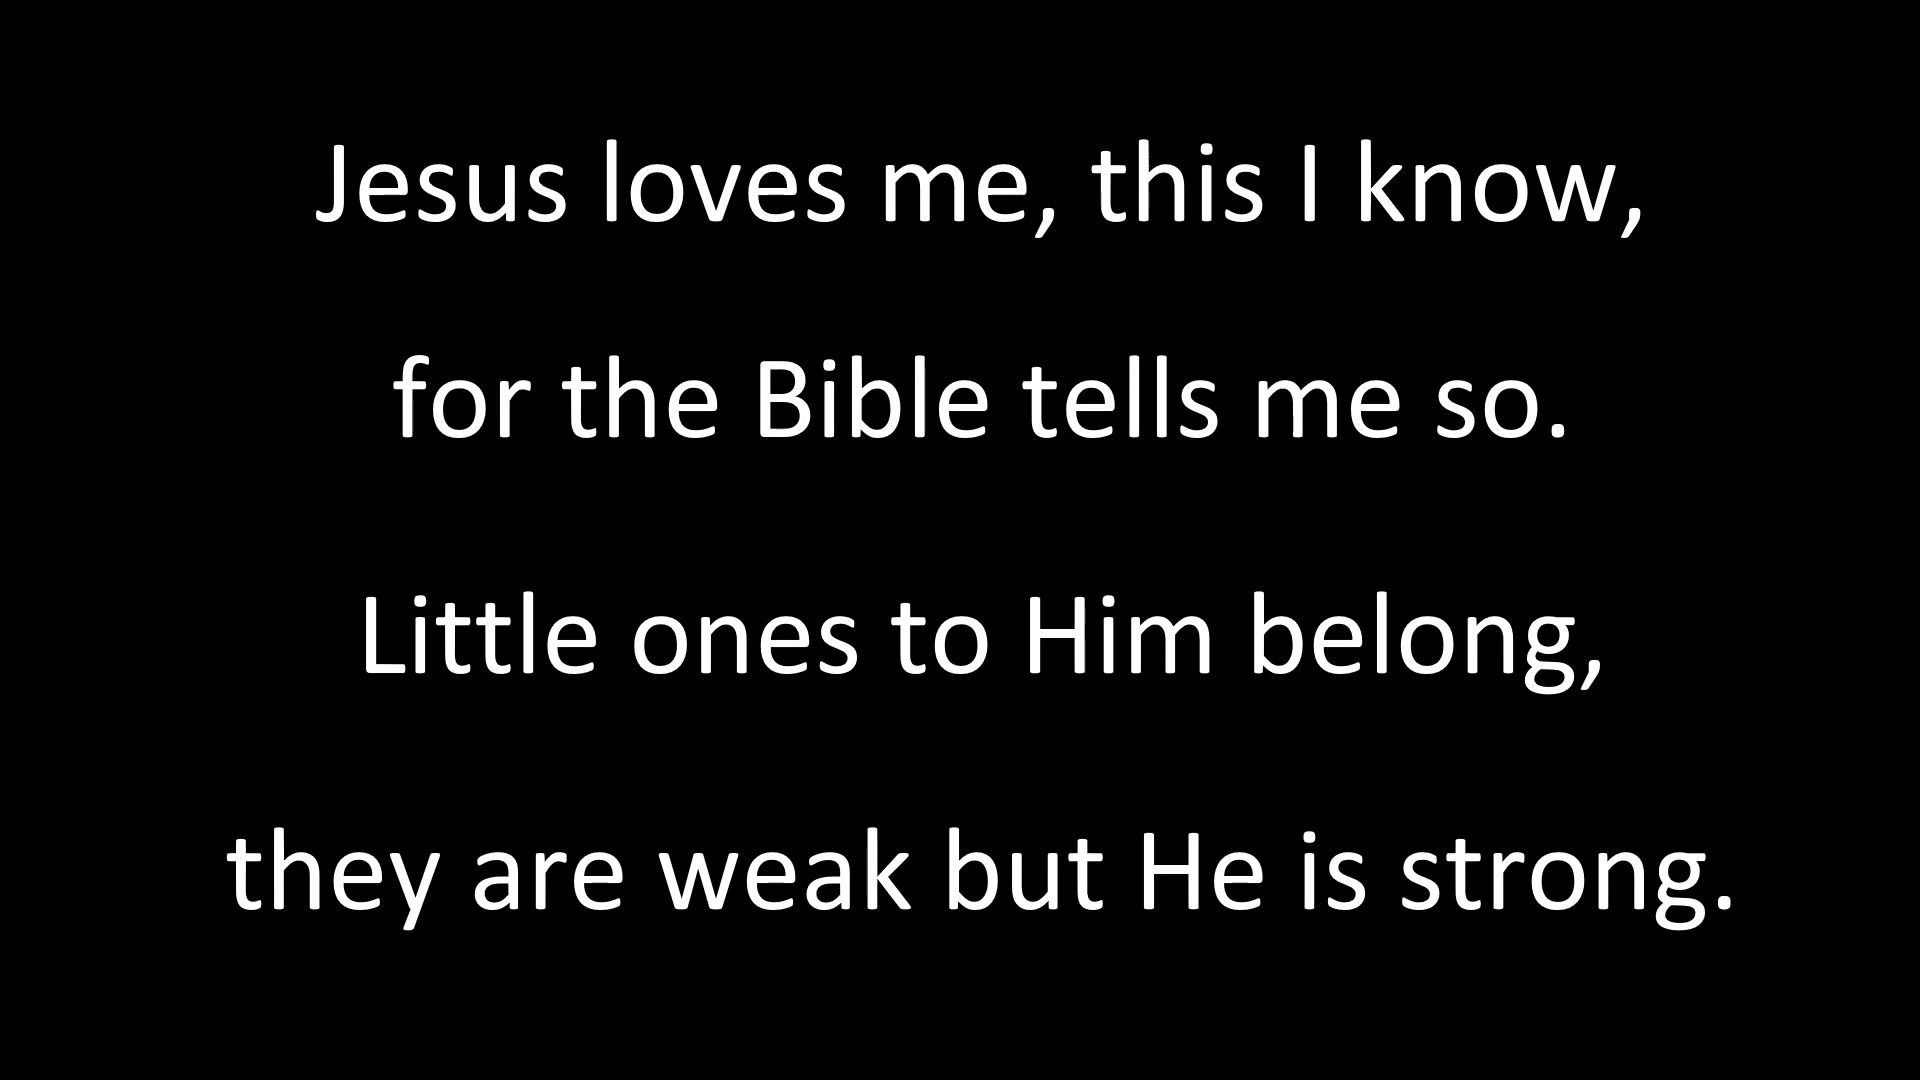 Jesus loves me, this I know,
for the Bible tells me so.
Little ones to Him belong,
they are weak but He is strong.